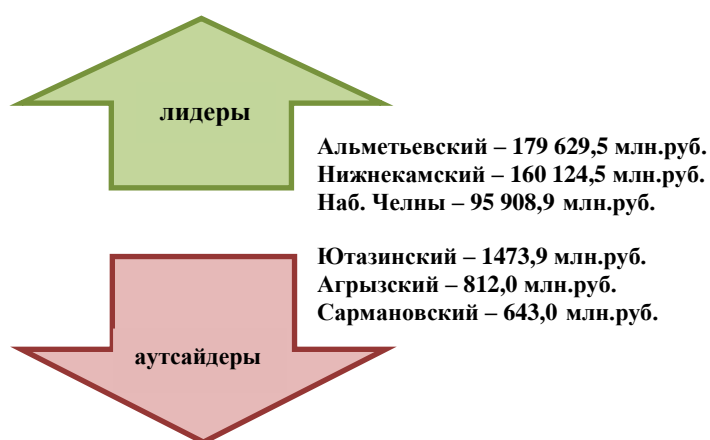 лидеры
Альметьевский – 179 629,5 млн.руб.
Нижнекамский – 160 124,5 млн.руб.
Наб. Челны – 95 908,9 млн.руб.
Ютазинский – 1473,9 млн.руб.
Агрызский – 812,0 млн.руб.
Сармановский – 643,0 млн.руб.
аутсайдеры